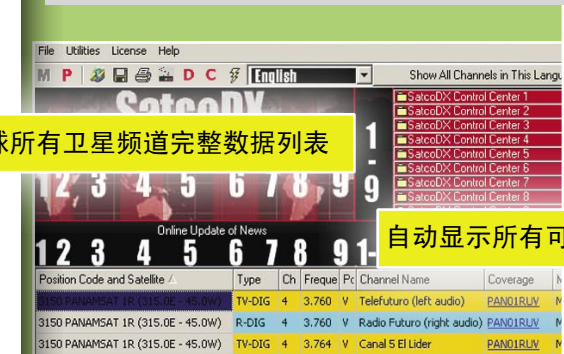 File Utilities License Help
M P D C English Show All Channels in This Langu
SatcoDX
SatcoDX Control Center 1
SatcoDX Control Center 2
SatcoDX Control Center 3
SatcoDX Control Center 4
SatcoDX Control Center 5
SatcoDX Control Center 6
SatcoDX Control Center 7
SatcoDX Control Center 8
球所有卫星频道完整数据列表
1 2 3 4 5 6 7 8 9
1 - 9
自动显示所有可
Online Update of News
1 2 3 4 5 6 7 8 9 1-
Position Code and Satellite Type Ch Freque Pc Channel Name Coverage
3150 PANAMSAT 1R (315.0E - 45.0W) TV-DIG 4 3.760 V Telefuturo (left audio) PAN01RUV
3150 PANAMSAT 1R (315.0E - 45.0W) R-DIG 4 3.760 V Radio Futuro (right audio) PAN01RUV
3150 PANAMSAT 1R (315.0E - 45.0W) TV-DIG 4 3.764 V Canal 5 El Lider PAN01RUV